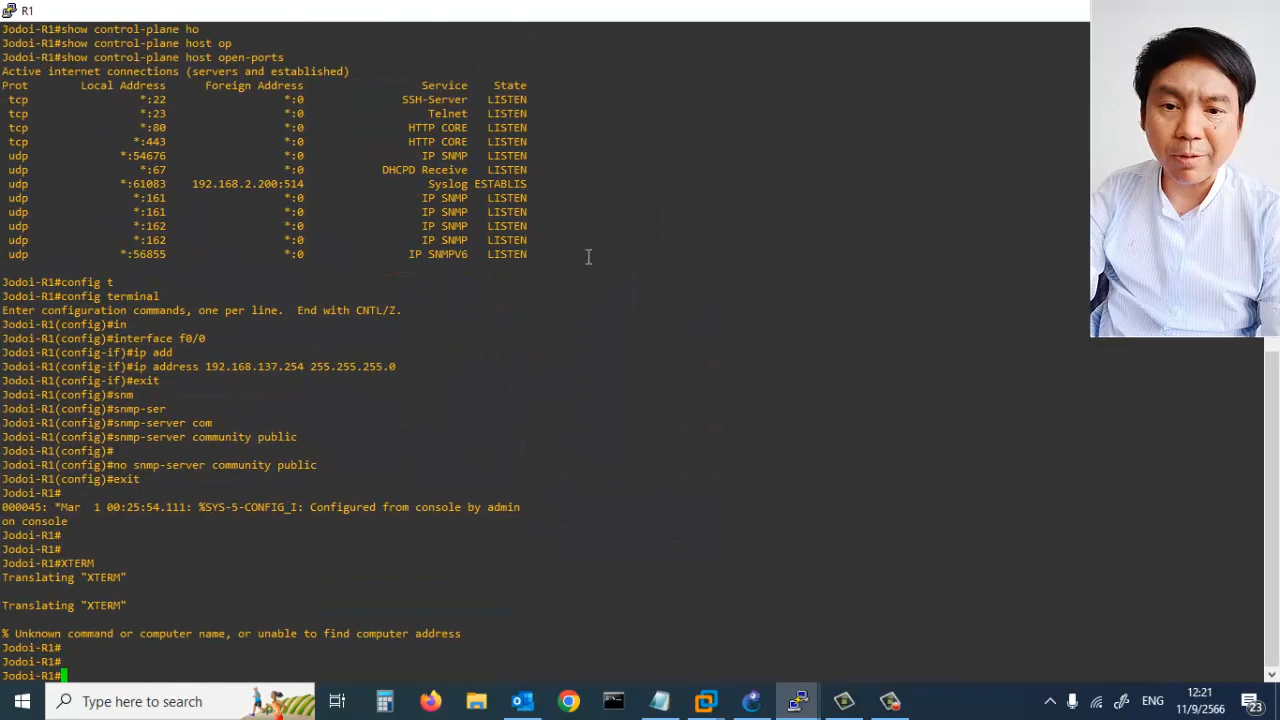 R1
Jodoi-R1#show control-plane ho
Jodoi-R1#show control-plane host op
Jodoi-R1#show control-plane host open-ports
Active internet connections (servers and established)
Prot Local Address Foreign Address Service State
tcp *:22 *:0 SSH-Server LISTEN
tcp *:23 *:0 Telnet LISTEN
tcp *:80 *:0 HTTP CORE LISTEN
tcp *:443 *:0 HTTP CORE LISTEN
udp *:54676 *:0 IP SNMP LISTEN
udp *:67 *:0 DHCPD Receive LISTEN
udp *:61083 192.168.2.200:514 Syslog ESTABLIS
udp *:161 *:0 IP SNMP LISTEN
udp *:161 *:0 IP SNMP LISTEN
udp *:162 *:0 IP SNMP LISTEN
udp *:162 *:0 IP SNMP LISTEN
udp *:56855 *:0 IP SNMPV6 LISTEN
Jodoi-R1#config t
Jodoi-R1#config terminal
Enter configuration commands, one per line. End with CNTL/Z.
Jodoi-R1(config)#in
Jodoi-R1(config)#interface f0/0
Jodoi-R1(config-if)#ip add
Jodoi-R1(config-if)#ip address 192.168.137.254 255.255.255.0
Jodoi-R1(config-if)#exit
Jodoi-R1(config)#snm
Jodoi-R1(config)#snmp-ser
Jodoi-R1(config)#snmp-server com
Jodoi-R1(config)#snmp-server community public
Jodoi-R1(config)#
Jodoi-R1(config)#no snmp-server community public
Jodoi-R1(config)#exit
Jodoi-R1#
000045: *Mar 1 00:25:54.111: %SYS-5-CONFIG_I: Configured from console by admin
on console
Jodoi-R1#
Jodoi-R1#
Jodoi-R1#XTERM
Translating "XTERM"
Translating "XTERM"
% Unknown command or computer name, or unable to find computer address
Jodoi-R1#
Jodoi-R1#
Jodoi-R1#
Type here to search
ENG
12:21
11/9/2566
23